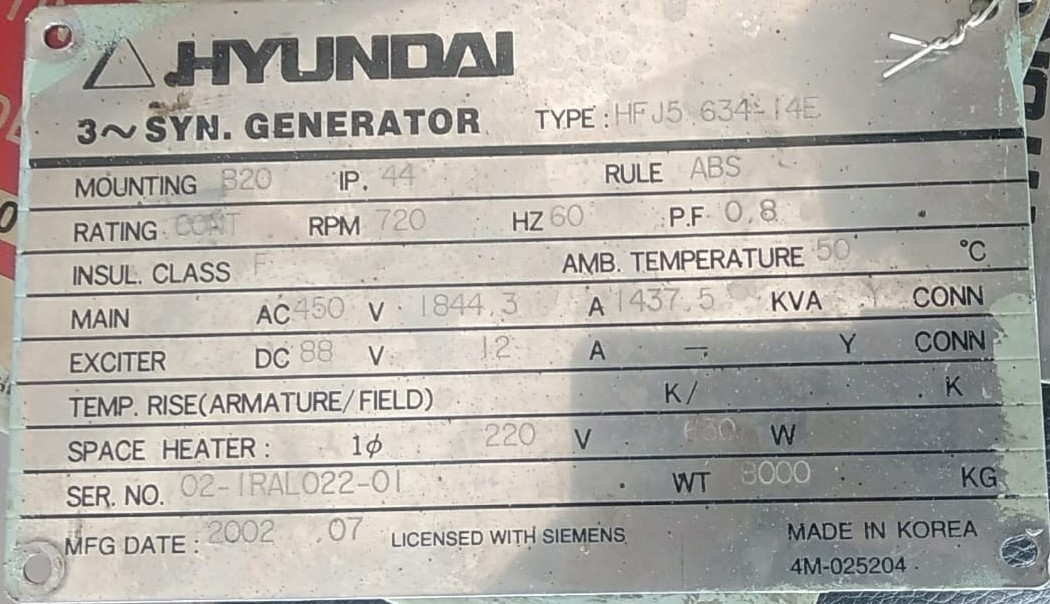 HYUNDAI
3~ SYN. GENERATOR TYPE : HFJ5 634-14E
MOUNTING B20 IP. 44 RULE ABS
RATING CONT RPM 720 HZ 60 P.F 0.8
INSUL. CLASS F AMB. TEMPERATURE 50 °C
MAIN AC 450 V 1844.3 A 1437.5 KVA Y CONN
EXCITER DC 88 V 12 A — Y CONN
TEMP. RISE(ARMATURE/FIELD) K/ K
SPACE HEATER : 1ϕ 220 V 630 W
SER. NO. 02-1RAL022-01 WT 8000 KG
MFG DATE : 2002 .07 LICENSED WITH SIEMENS MADE IN KOREA
4M-025204